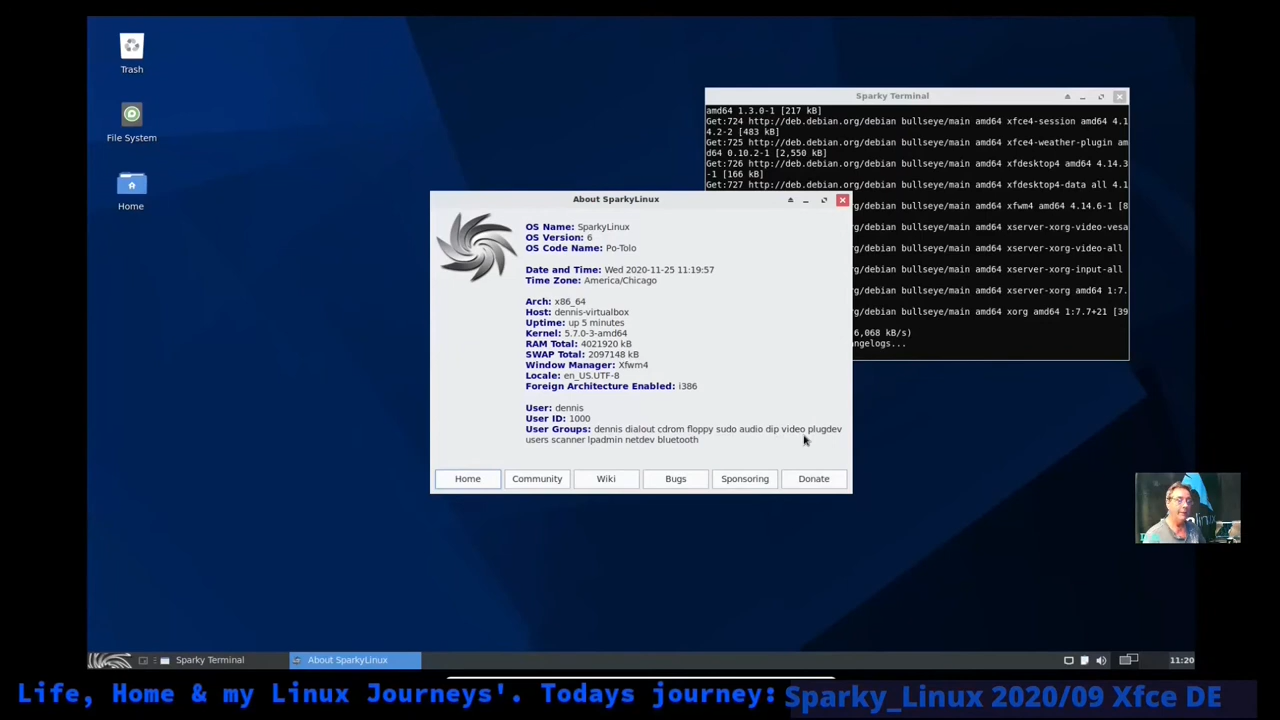 Trash
File System
Home
Sparky Terminal
amd64 1.3.0-1 [217 kB]
Get:724 http://deb.debian.org/debian bullseye/main amd64 xfce4-session amd64 4.1
4.2-2 [483 kB]
Get:725 http://deb.debian.org/debian bullseye/main amd64 xfce4-weather-plugin am
d64 0.10.2-1 [2,550 kB]
Get:726 http://deb.debian.org/debian bullseye/main amd64 xfdesktop4 amd64 4.14.3
-1 [166 kB]
Get:727 http://deb.debian.org/debian bullseye/main amd64 xfdesktop4-data all 4.1
rg/debian bullseye/main amd64 xfwm4 amd64 4.14.6-1 [8
rg/debian bullseye/main amd64 xserver-xorg-video-vesa
rg/debian bullseye/main amd64 xserver-xorg-video-all
rg/debian bullseye/main amd64 xserver-xorg-input-all
rg/debian bullseye/main amd64 xserver-xorg amd64 1:7.
rg/debian bullseye/main amd64 xorg amd64 1:7.7+21 [39
6,068 kB/s)
angelogs...
About SparkyLinux
OS Name: SparkyLinux
OS Version: 6
OS Code Name: Po-Tolo
Date and Time: Wed 2020-11-25 11:19:57
Time Zone: America/Chicago
Arch: x86_64
Host: dennis-virtualbox
Uptime: up 5 minutes
Kernel: 5.7.0-3-amd64
RAM Total: 4021920 kB
SWAP Total: 2097148 kB
Window Manager: Xfwm4
Locale: en_US.UTF-8
Foreign Architecture Enabled: i386
User: dennis
User ID: 1000
User Groups: dennis dialout cdrom floppy sudo audio dip video plugdev
users scanner lpadmin netdev bluetooth
Home Community Wiki Bugs Sponsoring Donate
Sparky Terminal About SparkyLinux 11:20
Life, Home & my Linux Journeys'. Todays journey: Sparky_Linux 2020/09 Xfce DE